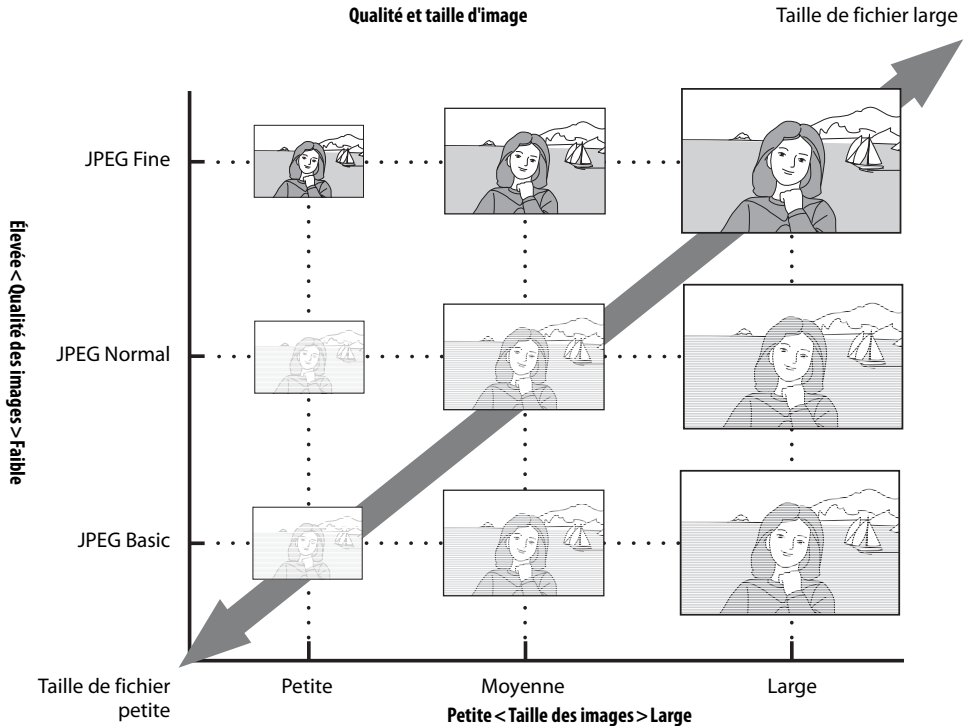 Qualité et taille d'image
Taille de fichier large
JPEG Fine
Élevée < Qualité des images > Faible
JPEG Normal
JPEG Basic
Taille de fichier
petite
Petite
Moyenne
Large
Petite < Taille des images > Large